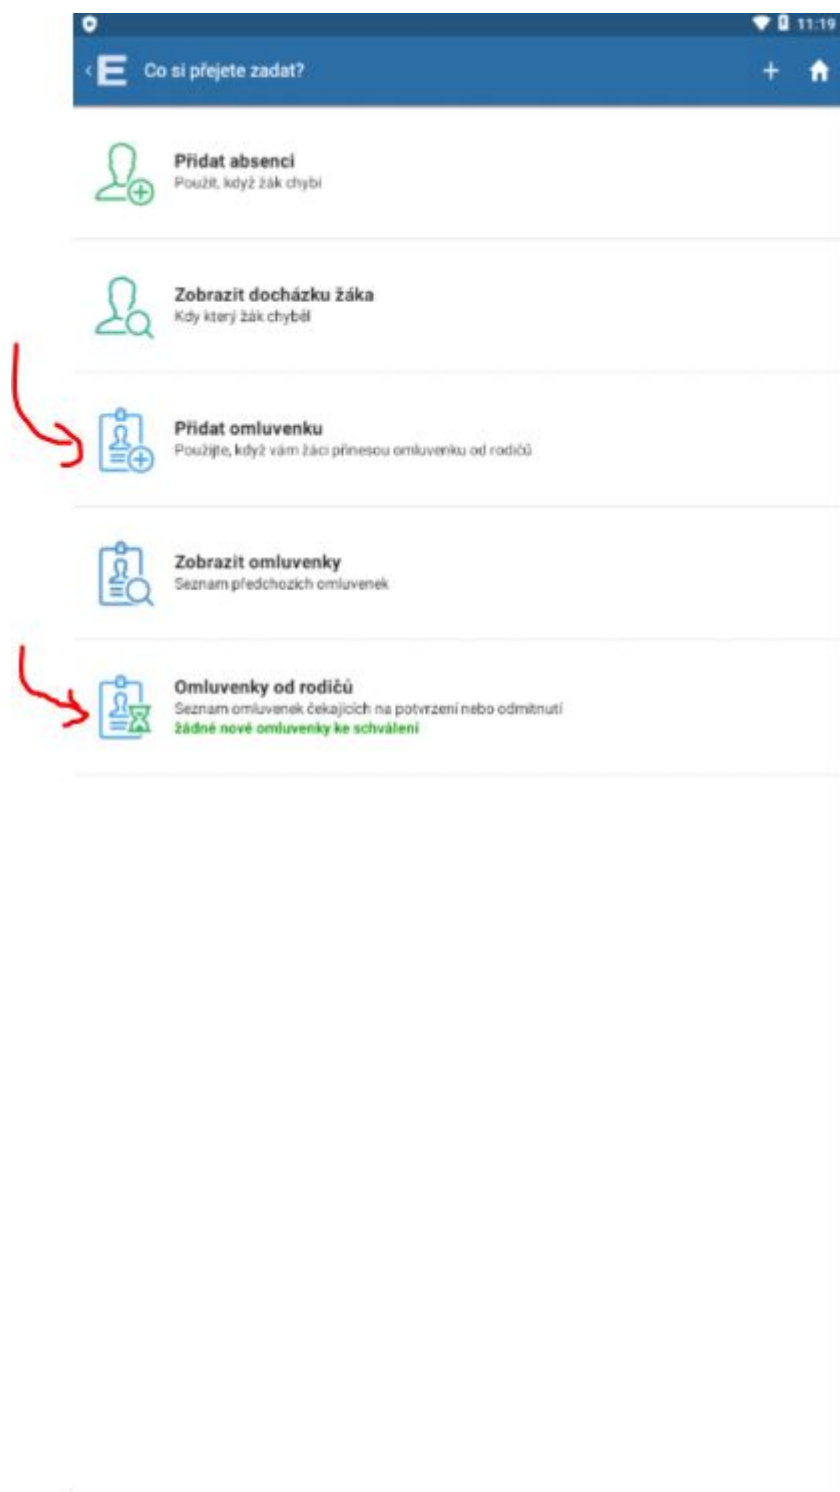 11:19
E Co si přejete zadat?
Přidat absenci
Použít, když žák chybí
Zobrazit docházku žáka
Kdy který žák chyběl
Přidat omluvenku
Použijte, když vám žáci přinesou omluvenku od rodičů
Zobrazit omluvenky
Seznam předchozích omluvenek
Omluvenky od rodičů
Seznam omluvenek čekajících na potvrzení nebo odmítnutí
žádné nové omluvenky ke schválení